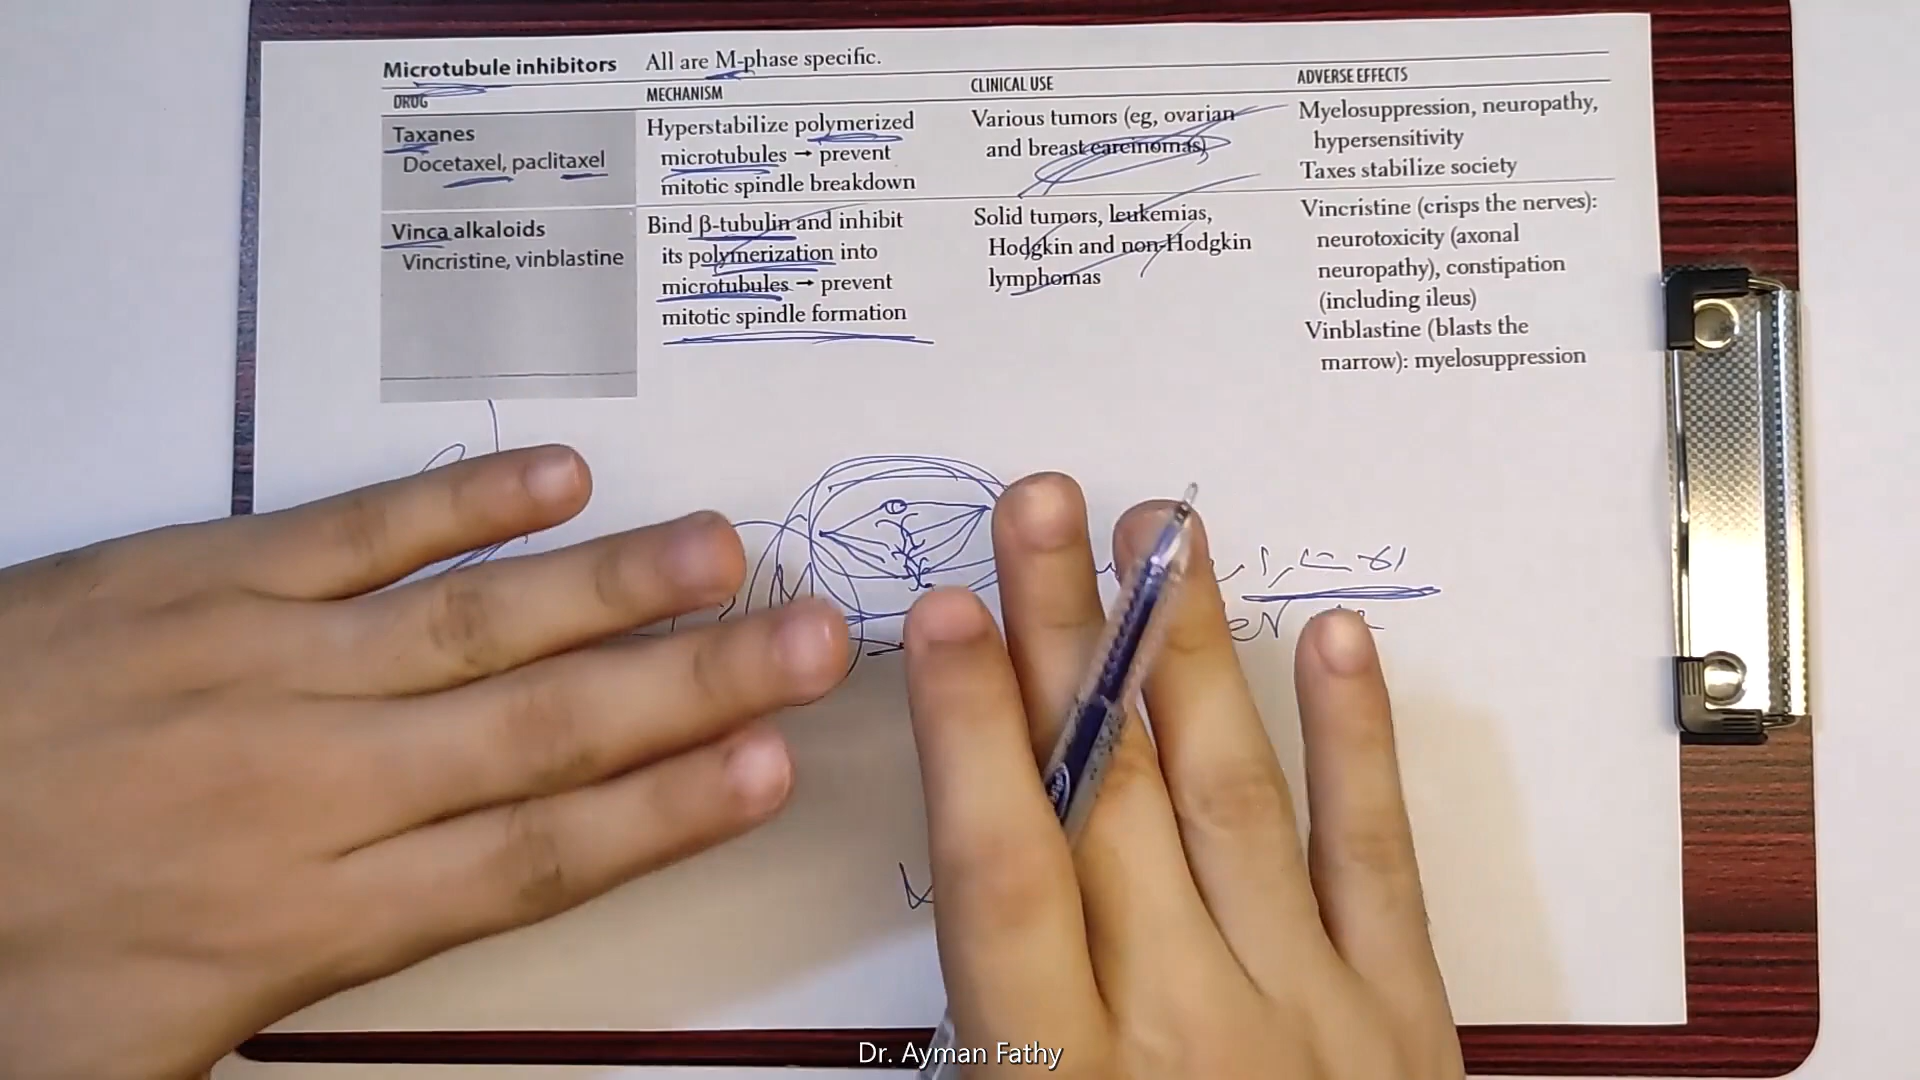 Microtubule inhibitors All are M-phase specific.
DRUG MECHANISM CLINICAL USE ADVERSE EFFECTS
Taxanes
Docetaxel, paclitaxel
Hyperstabilize polymerized
microtubules → prevent
mitotic spindle breakdown
Various tumors (eg, ovarian
and breast carcinomas)
Myelosuppression, neuropathy,
hypersensitivity
Taxes stabilize society
Vinca alkaloids
Vincristine, vinblastine
Bind β-tubulin and inhibit
its polymerization into
microtubules → prevent
mitotic spindle formation
Solid tumors, leukemias,
Hodgkin and non-Hodgkin
lymphomas
Vincristine (crisps the nerves):
neurotoxicity (axonal
neuropathy), constipation
(including ileus)
Vinblastine (blasts the
marrow): myelosuppression
Dr. Ayman Fathy